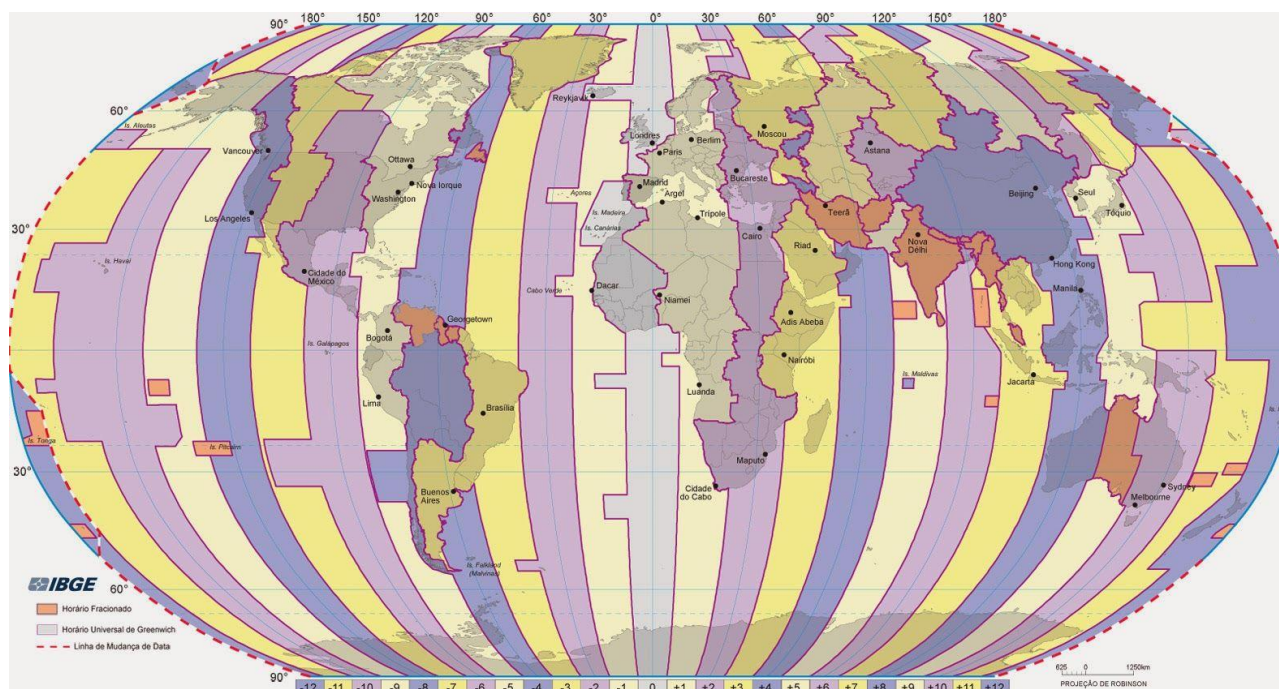 90° 180° 120° 90° 60° 30° 0° 30° 60° 90° 120° 150° 180°
60°
Is. Aleutas
Reykjavik
Londres
Berlim
Moscou
Paris
Astana
Vancouver
Ottawa
Nova Iorque
Washington
Bucareste
Madrid
Argel
Beijing
Seul
Tóquio
Los Angeles
Açores
Is. Madeira
Trípole
Teerã
30°
Is. Canárias
Cairo
Riad
Nova
Délhi
Is. Havaí
Cidade do
México
Hong Kong
Cabo Verde
Dacar
Niamei
Manila
Georgetown
Adis Abeba
Bogotá
Is. Galápagos
Nairóbi
Is. Maldivas
Jacarta
Lima
Brasília
Luanda
Is. Tonga
Is. Pitcairn
Maputo
30°
30°
Buenos
Aires
Cidade
do Cabo
Sydney
Melbourne
Is. Falkland
(Malvinas)
IBGE
60°
60°
Horário Fracionado
Horário Universal de Greenwich
Linha de Mudança de Data
625 0 1250km
90°
90°
PROJEÇÃO DE ROBINSON
-12 -11 -10 -9 -8 -7 -6 -5 -4 -3 -2 -1 0 +1 +2 +3 +4 +5 +6 +7 +8 +9 +10 +11 +12